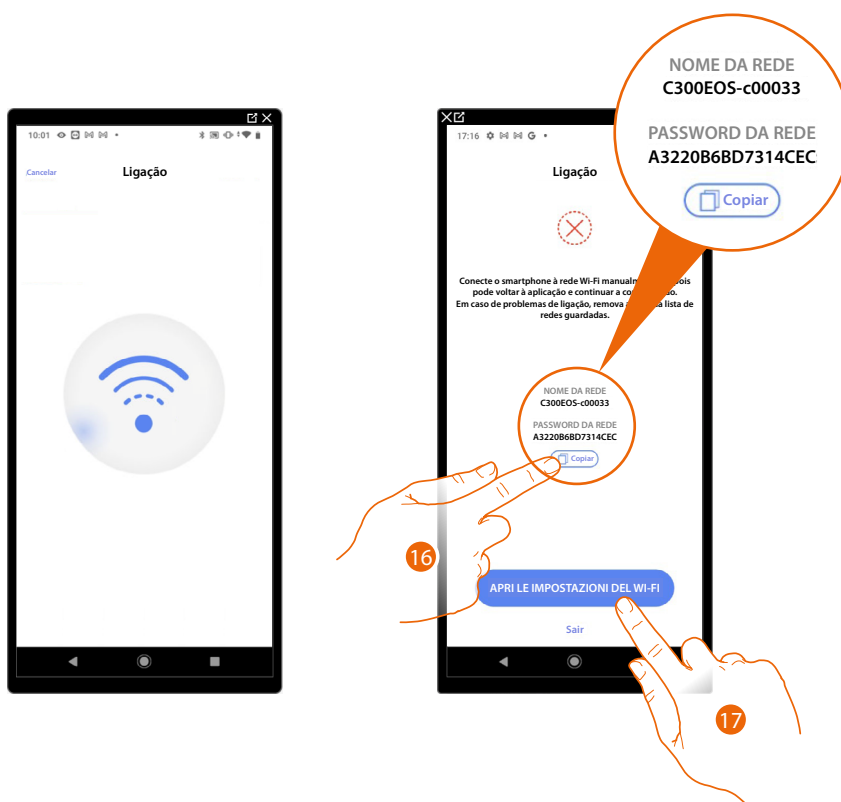 10:01
Cancelar
Ligação
17:16 G
Ligação
Conecte o smartphone à rede Wi-Fi
pode voltar à aplicação e continuar a
Em caso de problemas de ligação, remova lista de
redes guardadas.
NOME DA REDE
C300EOS-c00033
PASSWORD DA REDE
A3220B6BD7314CEC
Copiar
APRI LE IMPOSTAZIONI DEL WI-FI
Sair
NOME DA REDE
C300EOS-c00033
PASSWORD DA REDE
A3220B6BD7314CEC
Copiar
16
17